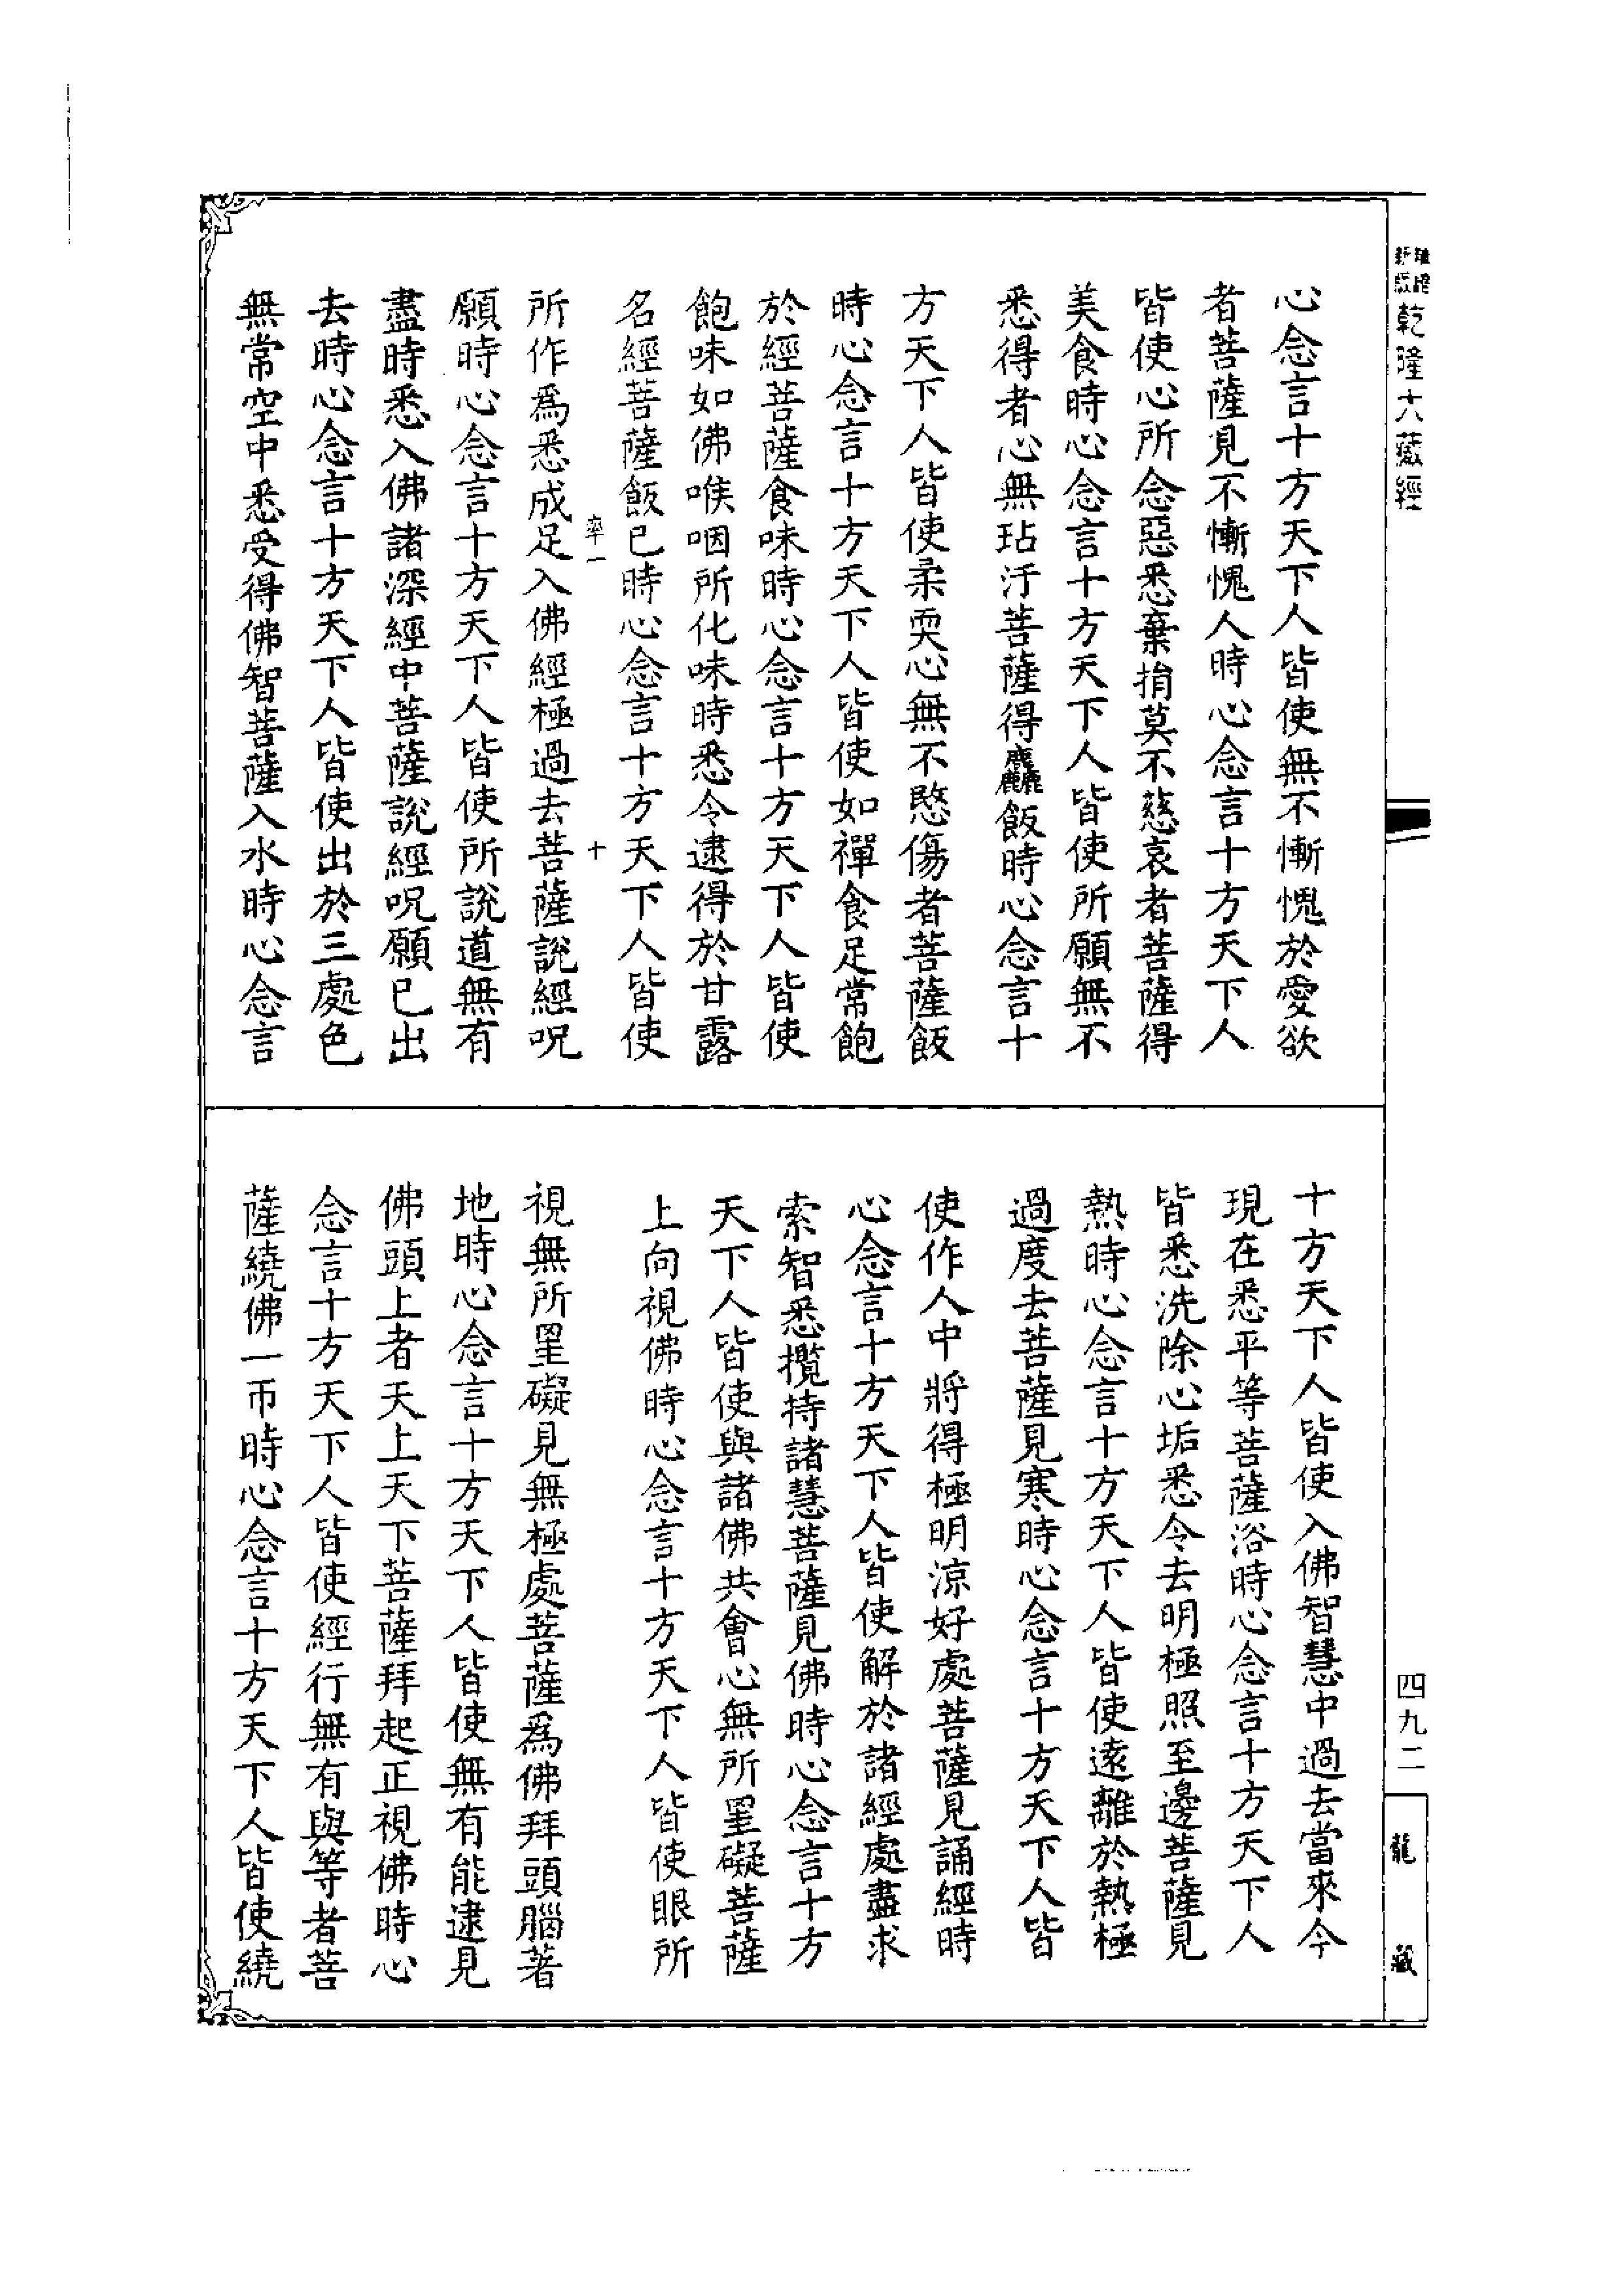 乾隆大藏經
心念言十方天下人皆使無不慚愧於愛欲
者菩薩見不慚愧人時心念言十方天下人
皆使心所念惡悉棄捐莫不慈哀者菩薩得
美食時心念言十方天下人皆使所願無不
悉得者心無玷汙菩薩得麤飯時心念言十
方天下人皆使柔耎心無不愍傷者菩薩飯
時心念言十方天下人皆使如禪食足常飽
於經菩薩食味時心念言十方天下人皆使
飽味如佛喉咽所化味時悉令逮得於甘露
名經菩薩飯已時心念言十方天下人皆使
率一
十
所作爲悉成足入佛經極過去菩薩說經呪
願時心念言十方天下人皆使所說道無有
盡時悉入佛諸深經中菩薩說經呪願已出
去時心念言十方天下人皆使出於三處色
無常空中悉受得佛智菩薩入水時心念言
十方天下人皆使入佛智慧中過去當來今
現在悉平等菩薩浴時心念言十方天下人
皆悉洗除心垢悉令去明極照至邊菩薩見
熱時心念言十方天下人皆使遠離於熱極
過度去菩薩見寒時心念言十方天下人皆
使作人中將得極明涼好處菩薩見誦經時
心念言十方天下人皆使解於諸經處盡求
索智悉攬持諸慧菩薩見佛時心念言十方
天下人皆使與諸佛共會心無所罣礙菩薩
上向視佛時心念言十方天下人皆使眼所
視無所罣礙見無極處菩薩爲佛拜頭腦著
地時心念言十方天下人皆使無有能逮見
佛頭上者天上天下菩薩拜起正視佛時心
念言十方天下人皆使經行無有與等者菩
薩繞佛一帀時心念言十方天下人皆使繞
四九二
龍藏